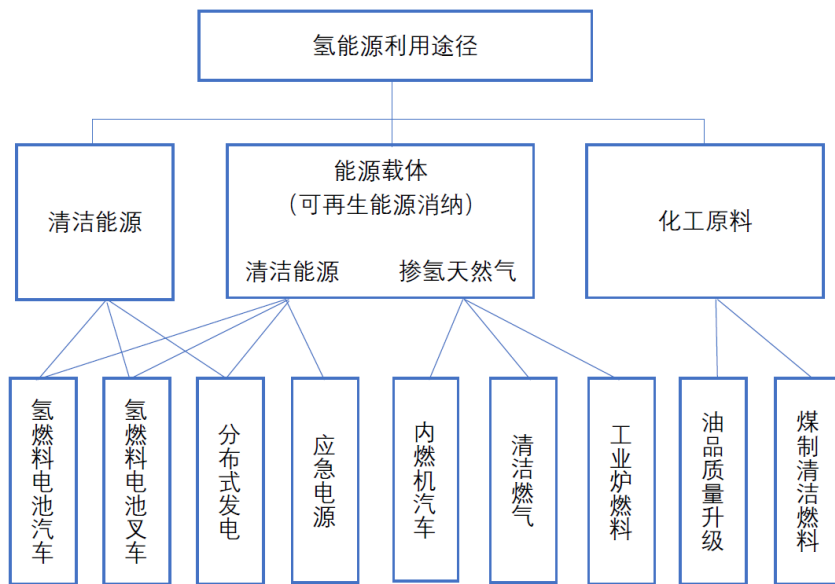 氢能源利用途径
清洁能源
能源载体
（可再生能源消纳）
清洁能源
掺氢天然气
化工原料
氢燃料电池汽车
氢燃料电池叉车
分布式发电
应急电源
内燃机汽车
清洁燃气
工业炉燃料
油品质量升级
煤制清洁燃料